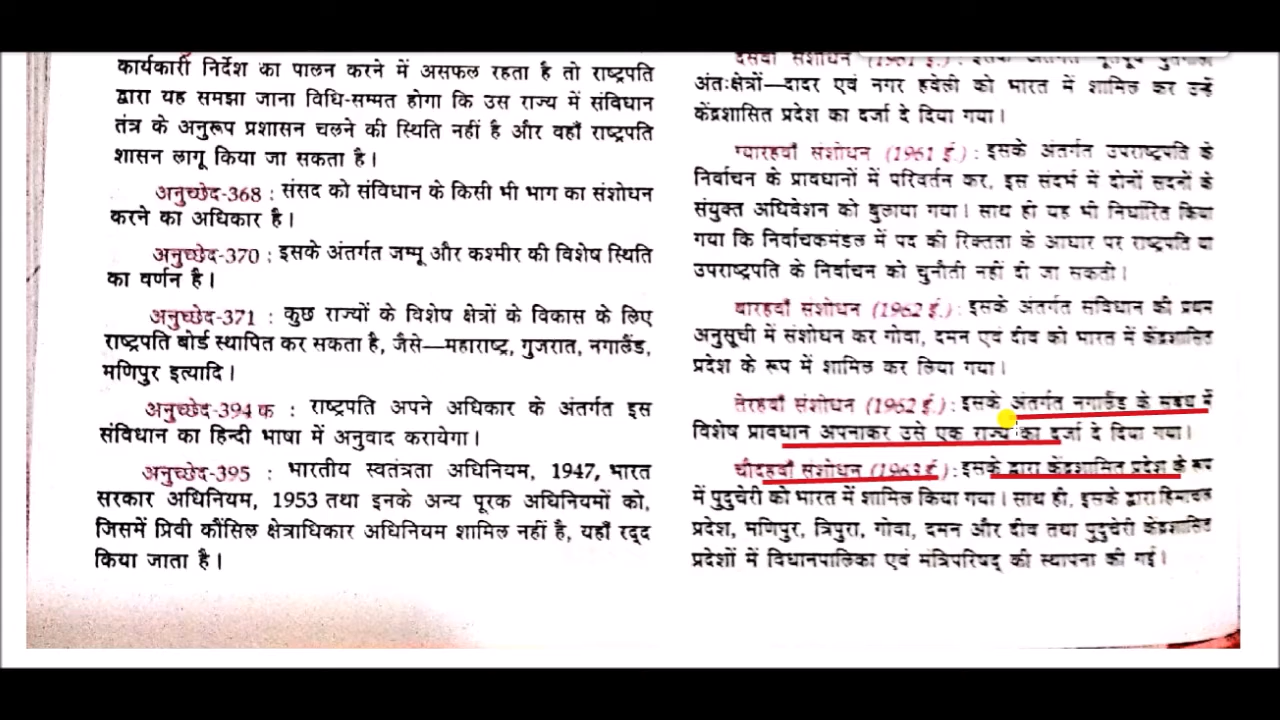 कार्यकारी निर्देश का पालन करने में असफल रहता है तो राष्ट्रपति
द्वारा यह समझा जाना विधि-सम्मत होगा कि उस राज्य में संविधान
तंत्र के अनुरूप प्रशासन चलने की स्थिति नहीं है और वहाँ राष्ट्रपति
शासन लागू किया जा सकता है।
अनुच्छेद-368 : संसद को संविधान के किसी भी भाग का संशोधन
करने का अधिकार है।
अनुच्छेद-370 : इसके अंतर्गत जम्मू और कश्मीर की विशेष स्थिति
का वर्णन है।
अनुच्छेद-371 : कुछ राज्यों के विशेष क्षेत्रों के विकास के लिए
राष्ट्रपति बोर्ड स्थापित कर सकता है, जैसे—महाराष्ट्र, गुजरात, नगालैंड,
मणिपुर इत्यादि।
अनुच्छेद-394 क : राष्ट्रपति अपने अधिकार के अंतर्गत इस
संविधान का हिन्दी भाषा में अनुवाद करायेगा।
अनुच्छेद-395 : भारतीय स्वतंत्रता अधिनियम, 1947, भारत
सरकार अधिनियम, 1953 तथा इनके अन्य पूरक अधिनियमों को,
जिसमें प्रिवी कौंसिल क्षेत्राधिकार अधिनियम शामिल नहीं है, यहाँ रद्द
किया जाता है।
दसवाँ संशोधन (1961 ई.) : इसके अंतर्गत भूतपूर्व पुर्तगाली
अंतःक्षेत्रों—दादर एवं नगर हवेली को भारत में शामिल कर उन्हें
केंद्रशासित प्रदेश का दर्जा दे दिया गया।
ग्यारहवाँ संशोधन (1961 ई.) : इसके अंतर्गत उपराष्ट्रपति के
निर्वाचन के प्रावधानों में परिवर्तन कर, इस संदर्भ में दोनों सदनों के
संयुक्त अधिवेशन को बुलाया गया। साथ ही यह भी निर्धारित किया
गया कि निर्वाचकमंडल में पद की रिक्तता के आधार पर राष्ट्रपति या
उपराष्ट्रपति के निर्वाचन को चुनौती नहीं दी जा सकती।
बारहवाँ संशोधन (1962 ई.) : इसके अंतर्गत संविधान की प्रथम
अनुसूची में संशोधन कर गोवा, दमन एवं दीव को भारत में केंद्रशासित
प्रदेश के रूप में शामिल कर लिया गया।
तेरहवाँ संशोधन (1962 ई.) : इसके अंतर्गत नगालैंड के संबंध में
विशेष प्रावधान अपनाकर उसे एक राज्य का दर्जा दे दिया गया।
चौदहवाँ संशोधन (1963 ई.) : इसके द्वारा केंद्रशासित प्रदेश के रूप
में पुदुचेरी को भारत में शामिल किया गया। साथ ही, इसके द्वारा हिमाचल
प्रदेश, मणिपुर, त्रिपुरा, गोवा, दमन और दीव तथा पुदुचेरी केंद्रशासित
प्रदेशों में विधानपालिका एवं मंत्रिपरिषद् की स्थापना की गई।